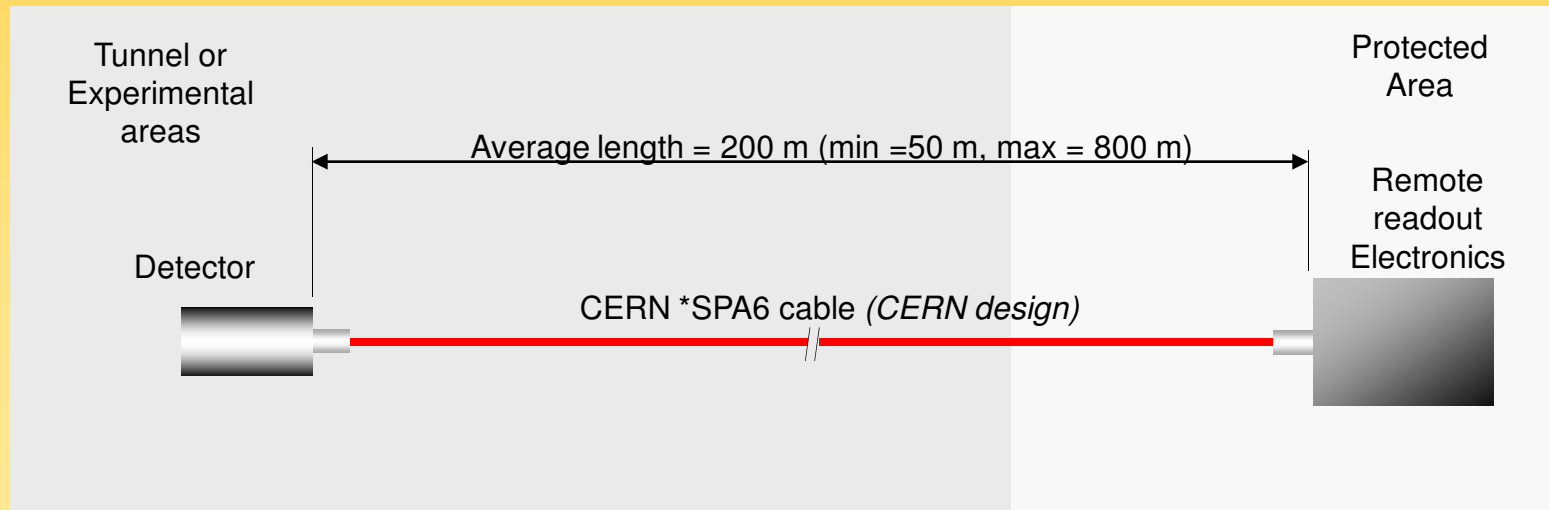 Tunnel or
Experimental
areas
Protected
Area
Average length = 200 m (min =50 m, max = 800 m)
Remote
readout
Electronics
Detector
CERN *SPA6 cable (CERN design)